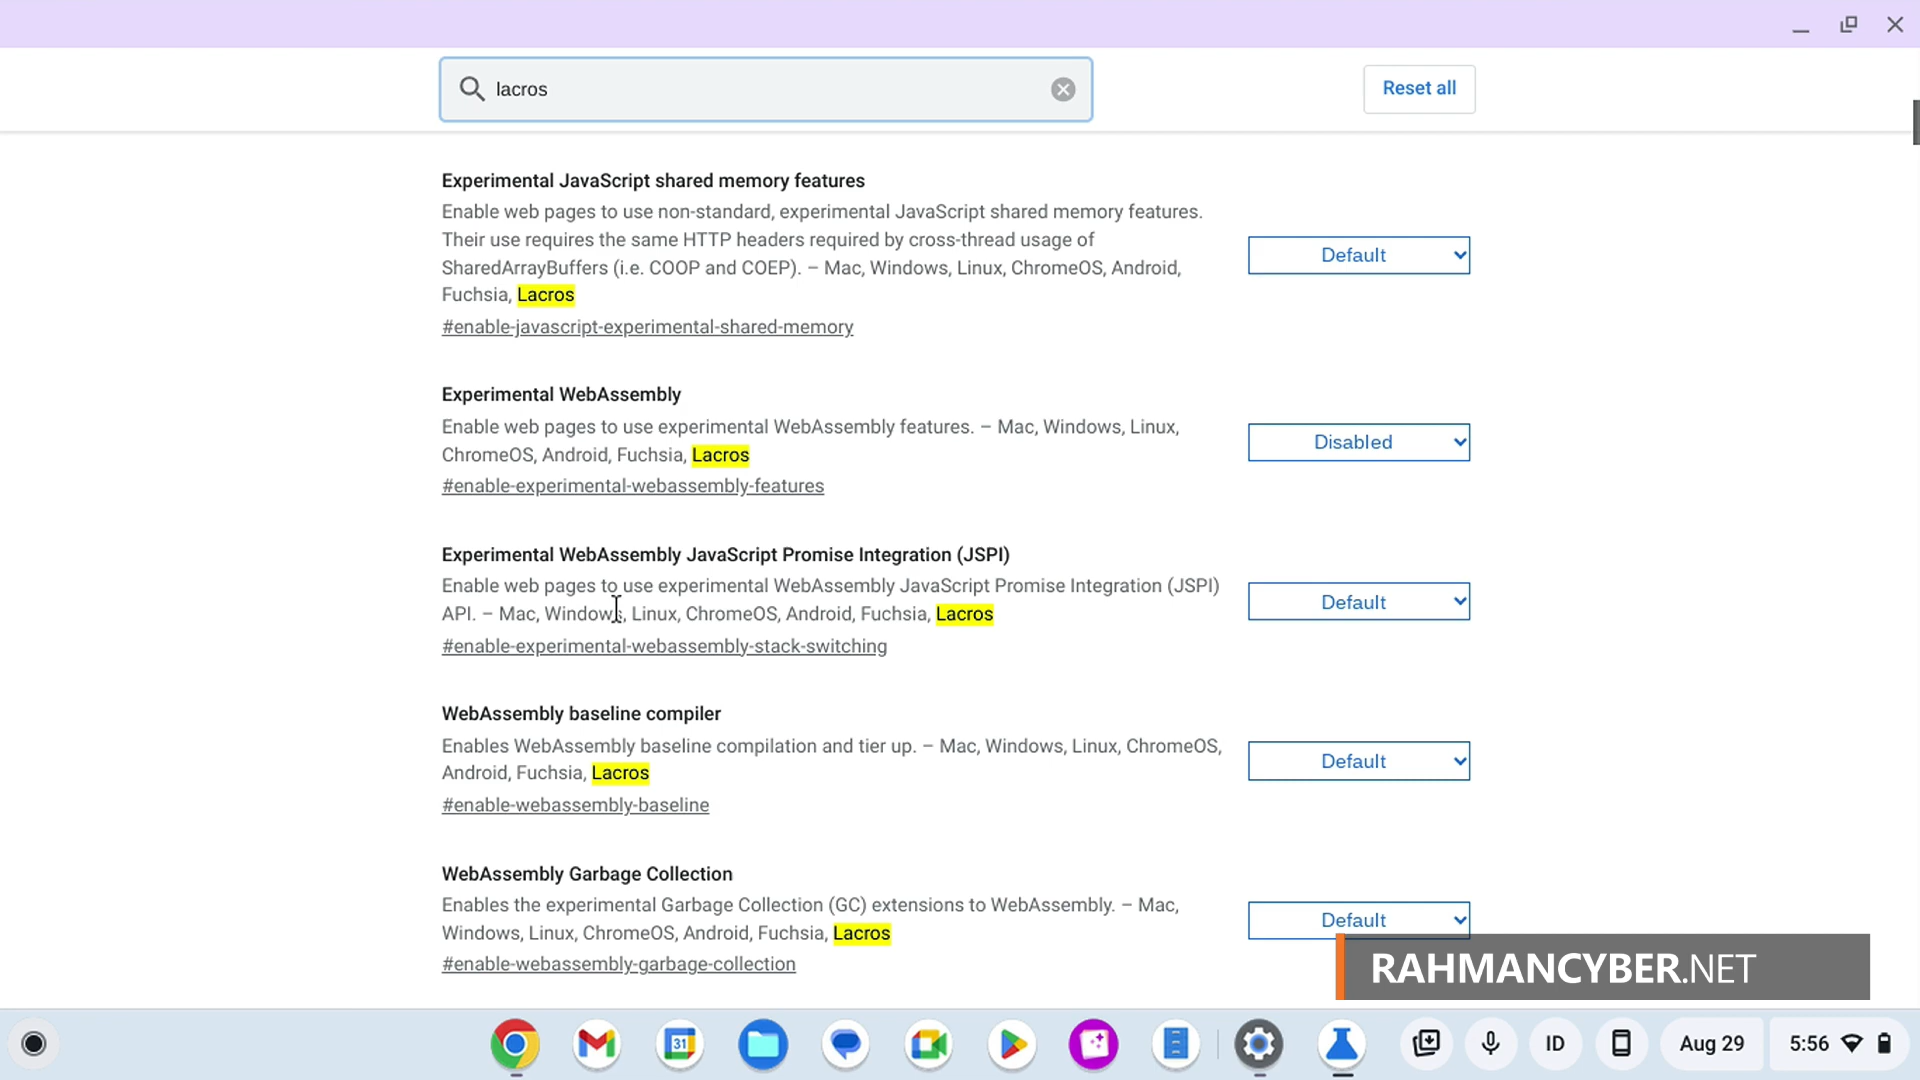 lacros
Reset all
Experimental JavaScript shared memory features
Enable web pages to use non-standard, experimental JavaScript shared memory features.
Their use requires the same HTTP headers required by cross-thread usage of
SharedArrayBuffers (i.e. COOP and COEP). – Mac, Windows, Linux, ChromeOS, Android,
Fuchsia, Lacros
#enable-javascript-experimental-shared-memory
Default
Experimental WebAssembly
Enable web pages to use experimental WebAssembly features. – Mac, Windows, Linux,
ChromeOS, Android, Fuchsia, Lacros
#enable-experimental-webassembly-features
Disabled
Experimental WebAssembly JavaScript Promise Integration (JSPI)
Enable web pages to use experimental WebAssembly JavaScript Promise Integration (JSPI)
API. – Mac, Windows, Linux, ChromeOS, Android, Fuchsia, Lacros
#enable-experimental-webassembly-stack-switching
Default
WebAssembly baseline compiler
Enables WebAssembly baseline compilation and tier up. – Mac, Windows, Linux, ChromeOS,
Android, Fuchsia, Lacros
#enable-webassembly-baseline
Default
WebAssembly Garbage Collection
Enables the experimental Garbage Collection (GC) extensions to WebAssembly. – Mac,
Windows, Linux, ChromeOS, Android, Fuchsia, Lacros
#enable-webassembly-garbage-collection
Default
RAHMANCYBER.NET
31
ID
Aug 29
5:56